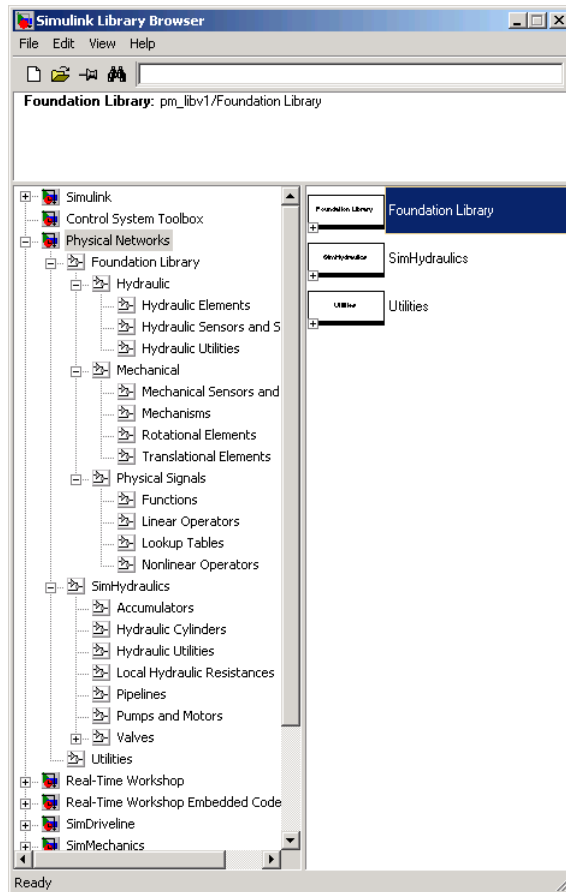 Simulink Library Browser
File Edit View Help
Foundation Library: pm_libv1/Foundation Library
Simulink
Control System Toolbox
Physical Networks
Foundation Library
Hydraulic
Hydraulic Elements
Hydraulic Sensors and S
Hydraulic Utilities
Mechanical
Mechanical Sensors and
Mechanisms
Rotational Elements
Translational Elements
Physical Signals
Functions
Linear Operators
Lookup Tables
Nonlinear Operators
SimHydraulics
Accumulators
Hydraulic Cylinders
Hydraulic Utilities
Local Hydraulic Resistances
Pipelines
Pumps and Motors
Valves
Utilities
Real-Time Workshop
Real-Time Workshop Embedded Code
SimDriveline
SimMechanics
Foundation Library Foundation Library
SimHydraulics SimHydraulics
Utilities Utilities
Ready